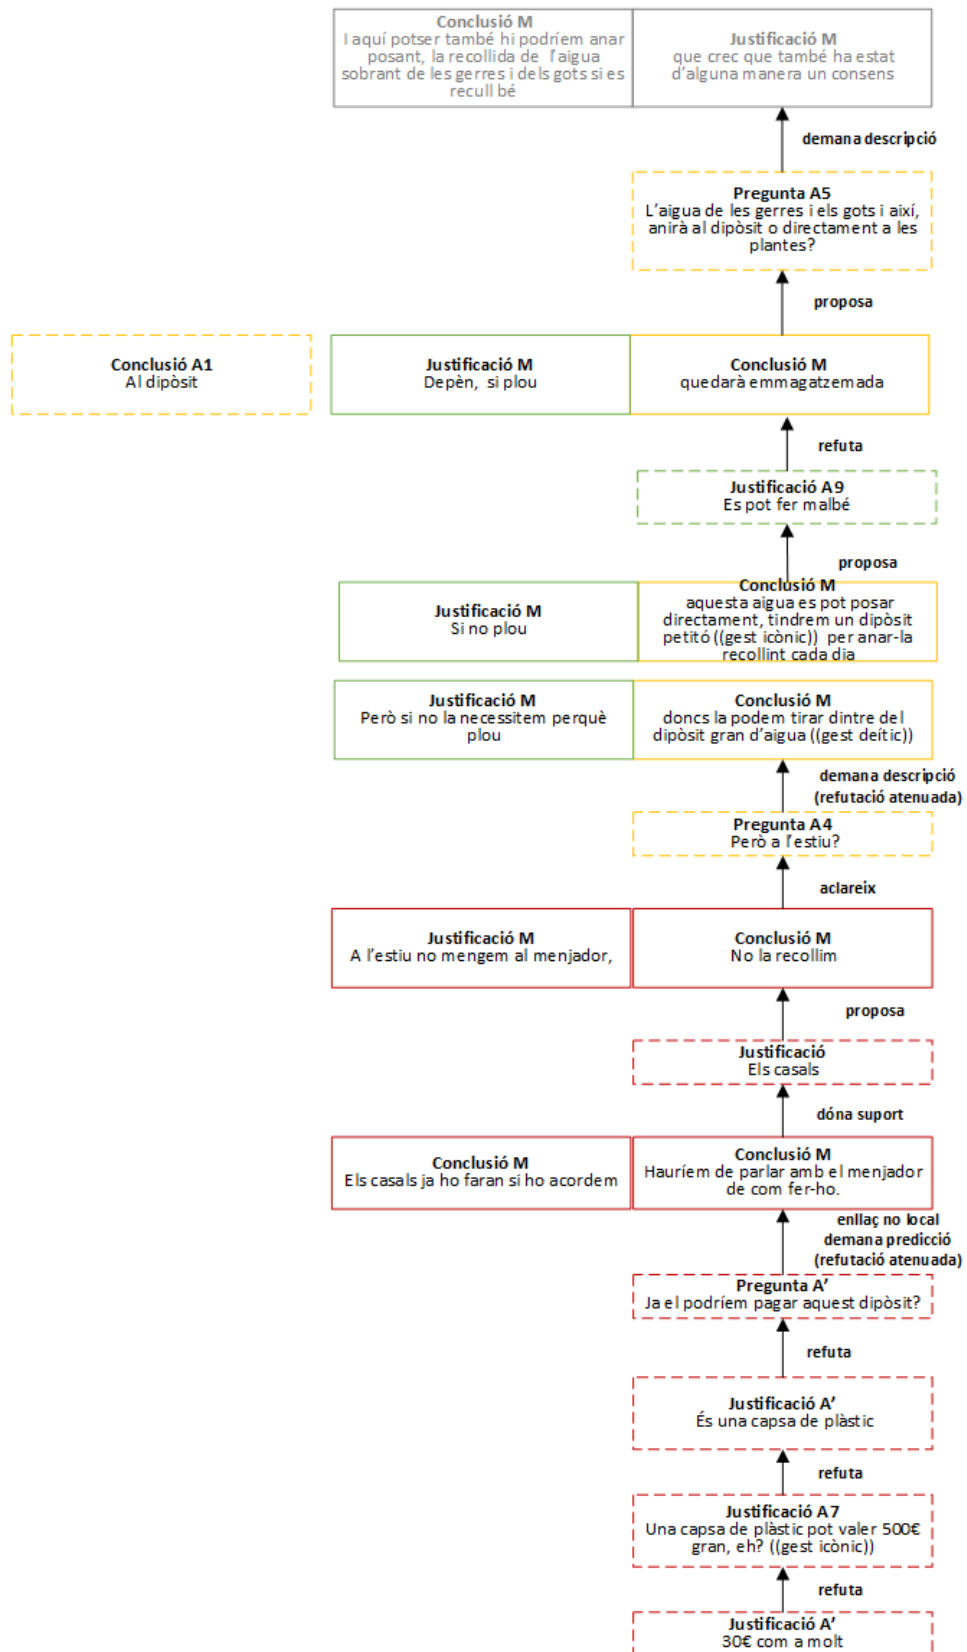 Conclusió M
I aquí potser també hi podríem anar
posant, la recollida de l'aigua
sobrant de les gerres i dels gots si es
recull bé
Justificació M
que crec que també ha estat
d'alguna manera un consens
demana descripció
Pregunta A5
L'aigua de les gerres i els gots i així,
anirà al dipòsit o directament a les
plantes?
proposa
Conclusió A1
Al dipòsit
Justificació M
Depèn, si plou
Conclusió M
quedarà emmagatzemada
refuta
Justificació A9
Es pot fer malbé
proposa
Justificació M
Si no plou
Conclusió M
aquesta aigua es pot posar
directament, tindrem un dipòsit
petitó ((gest icònic)) per anar-la
recollint cada dia
Justificació M
Però si no la necessitem perquè
plou
Conclusió M
doncs la podem tirar dintre del
dipòsit gran d'aigua ((gest deític))
demana descripció
(refutació atenuada)
Pregunta A4
Però a l'estiu?
aclareix
Justificació M
A l'estiu no mengem al menjador,
Conclusió M
No la recollim
proposa
Justificació
Els casals
dóna suport
Conclusió M
Els casals ja ho faran si ho acordem
Conclusió M
Hauríem de parlar amb el menjador
de com fer-ho.
enllaç no local
demana predicció
(refutació atenuada)
Pregunta A'
Ja el podríem pagar aquest dipòsit?
refuta
Justificació A'
És una capsa de plàstic
refuta
Justificació A7
Una capsa de plàstic pot valer 500€
gran, eh? ((gest icònic))
refuta
Justificació A'
30€ com a molt